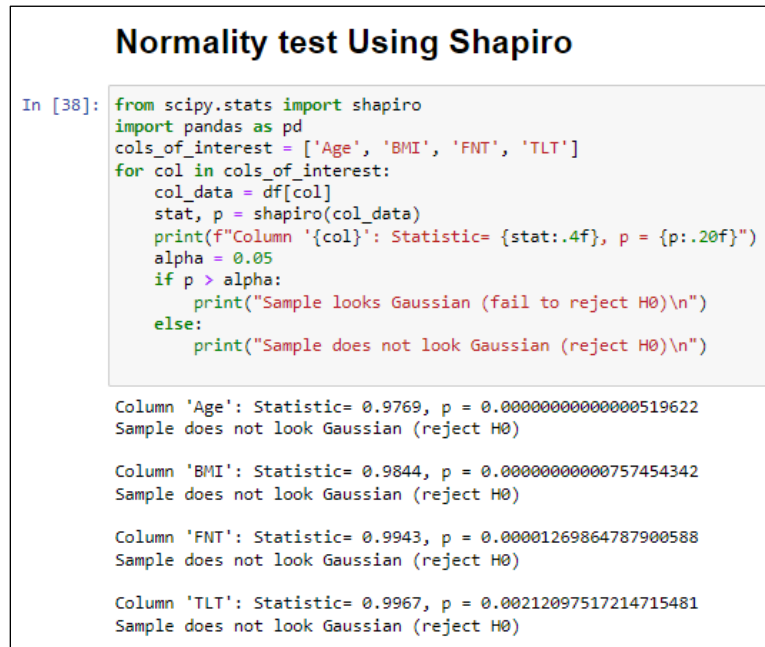 Normality test Using Shapiro
In [38]: from scipy.stats import shapiro
import pandas as pd
cols_of_interest = ['Age', 'BMI', 'FNT', 'TLT']
for col in cols_of_interest:
    col_data = df[col]
    stat, p = shapiro(col_data)
    print(f"Column '{col}': Statistic= {stat:.4f}, p = {p:.20f}")
    alpha = 0.05
    if p > alpha:
        print("Sample looks Gaussian (fail to reject H0)\n")
    else:
        print("Sample does not look Gaussian (reject H0)\n")
Column 'Age': Statistic= 0.9769, p = 0.00000000000000519622
Sample does not look Gaussian (reject H0)
Column 'BMI': Statistic= 0.9844, p = 0.00000000000757454342
Sample does not look Gaussian (reject H0)
Column 'FNT': Statistic= 0.9943, p = 0.00001269864787900588
Sample does not look Gaussian (reject H0)
Column 'TLT': Statistic= 0.9967, p = 0.00212097517214715481
Sample does not look Gaussian (reject H0)